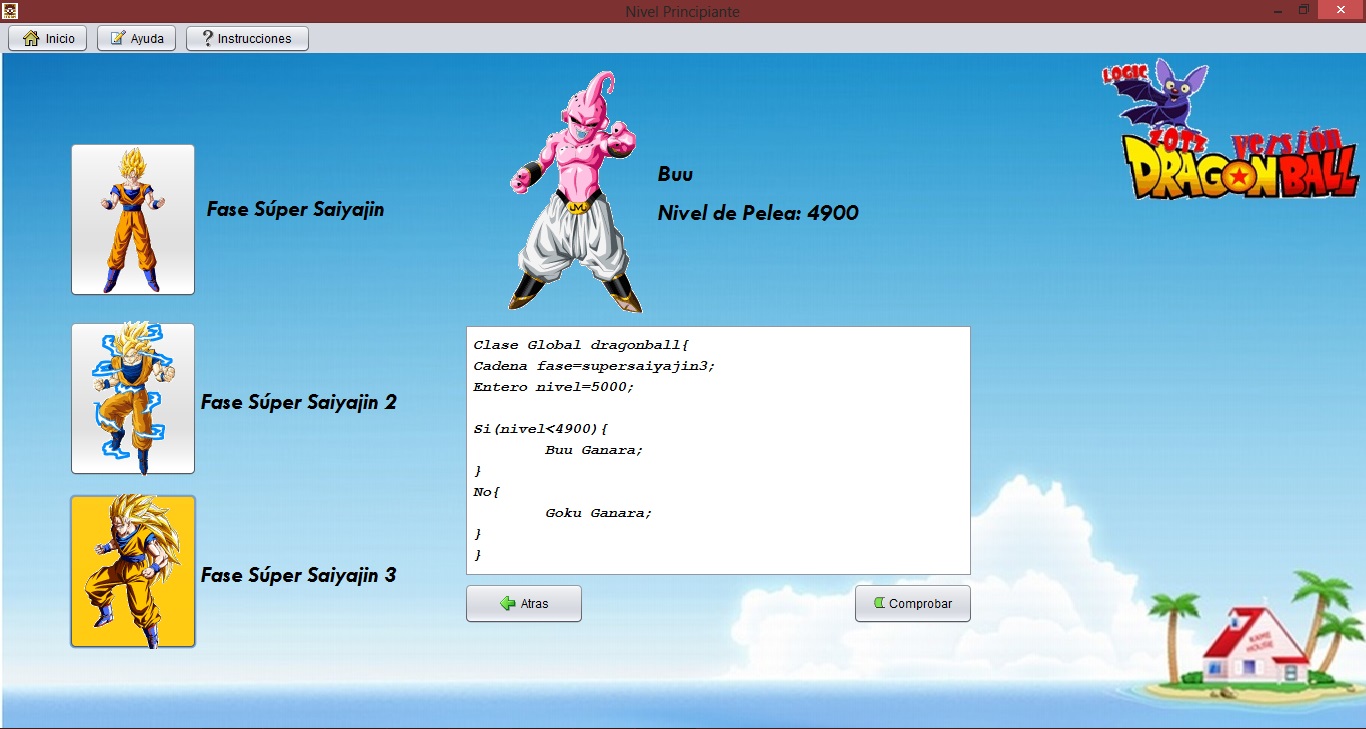 Nivel Principiante
Inicio
Ayuda
? Instrucciones
LOGIC
ZOTZ versión
DRAGON BALL
Buu
Nivel de Pelea: 4900
Fase Súper Saiyajin
Fase Súper Saiyajin 2
Fase Súper Saiyajin 3
Clase Global dragonball{
Cadena fase=supersaiyajin3;
Entero nivel=5000;
Si(nivel<4900){
Buu Ganara;
}
No{
Goku Ganara;
}
}
Atras
Comprobar
KAME
HOUSE